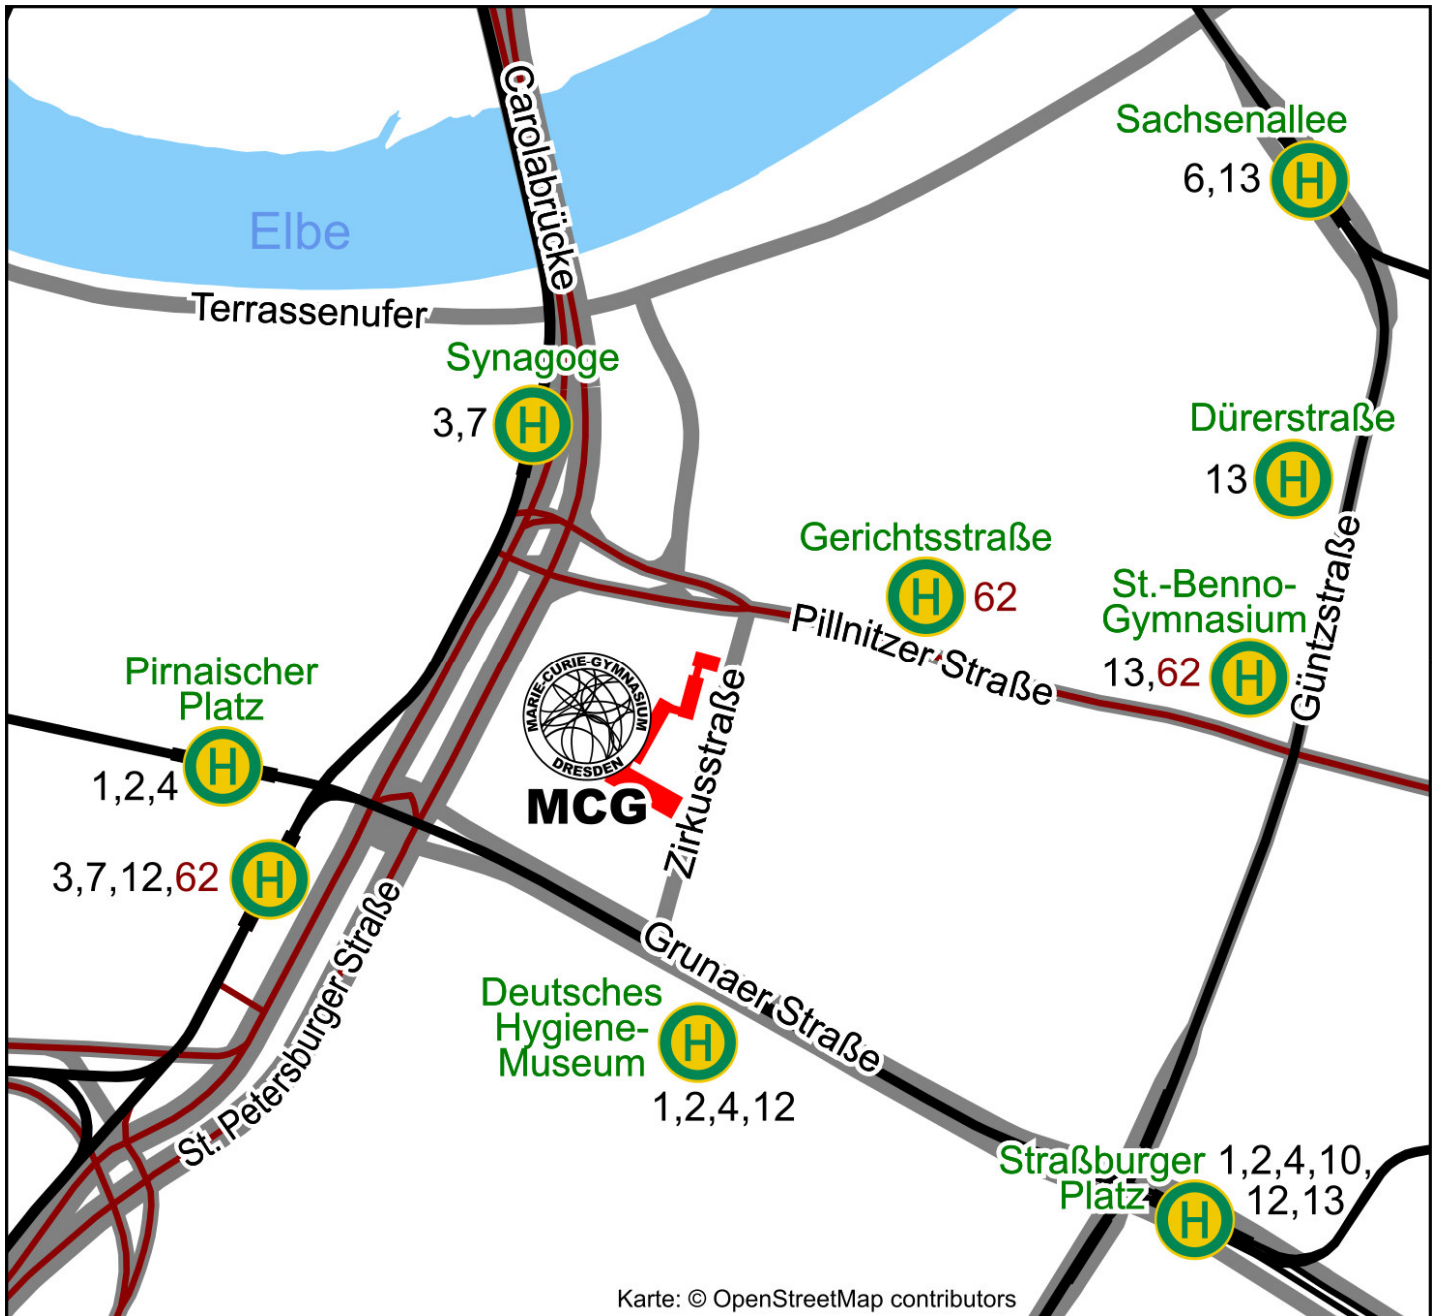 Carolabrücke
Sachsenallee
6,13
H
Elbe
Terrassenufer
Synagoge
3,7
H
Dürerstraße
13
H
Gerichtsstraße
H
62
St.-Benno-
Gymnasium
13,62
H
Güntzstraße
Pillnitzer Straße
Pirnaischer
Platz
1,2,4
H
MARIE-CURIE-GYMNASIUM
DRESDEN
MCG
Zirkusstraße
3,7,12,62
H
St. Petersburger Straße
Grunaer Straße
Deutsches
Hygiene-
Museum
H
1,2,4,12
Straßburger
Platz
H
1,2,4,10,
12,13
Karte: © OpenStreetMap contributors